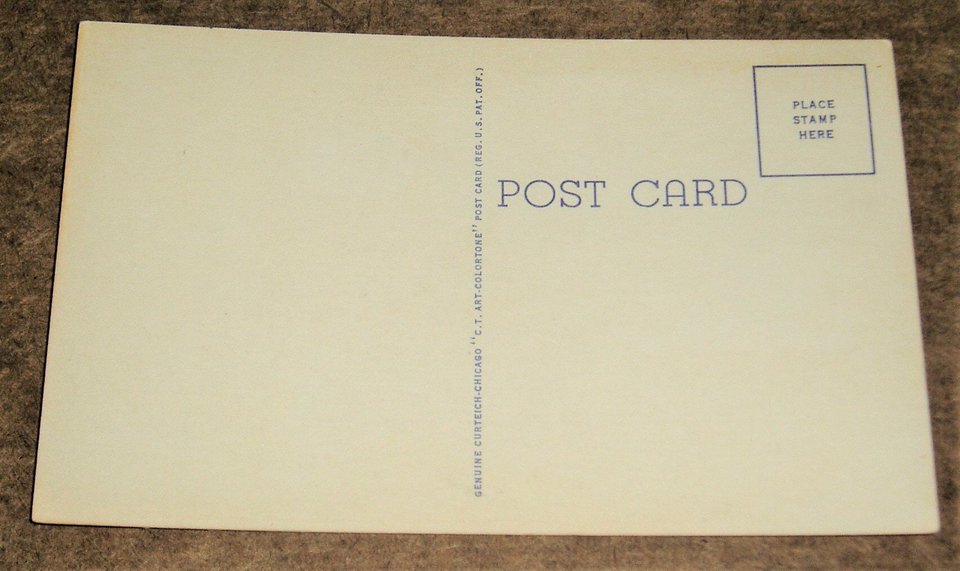 GENUINE CURTEICH-CHICAGO "C.T. ART-COLORTONE" POST CARD (REG. U.S. PAT. OFF.)
POST CARD
PLACE
STAMP
HERE